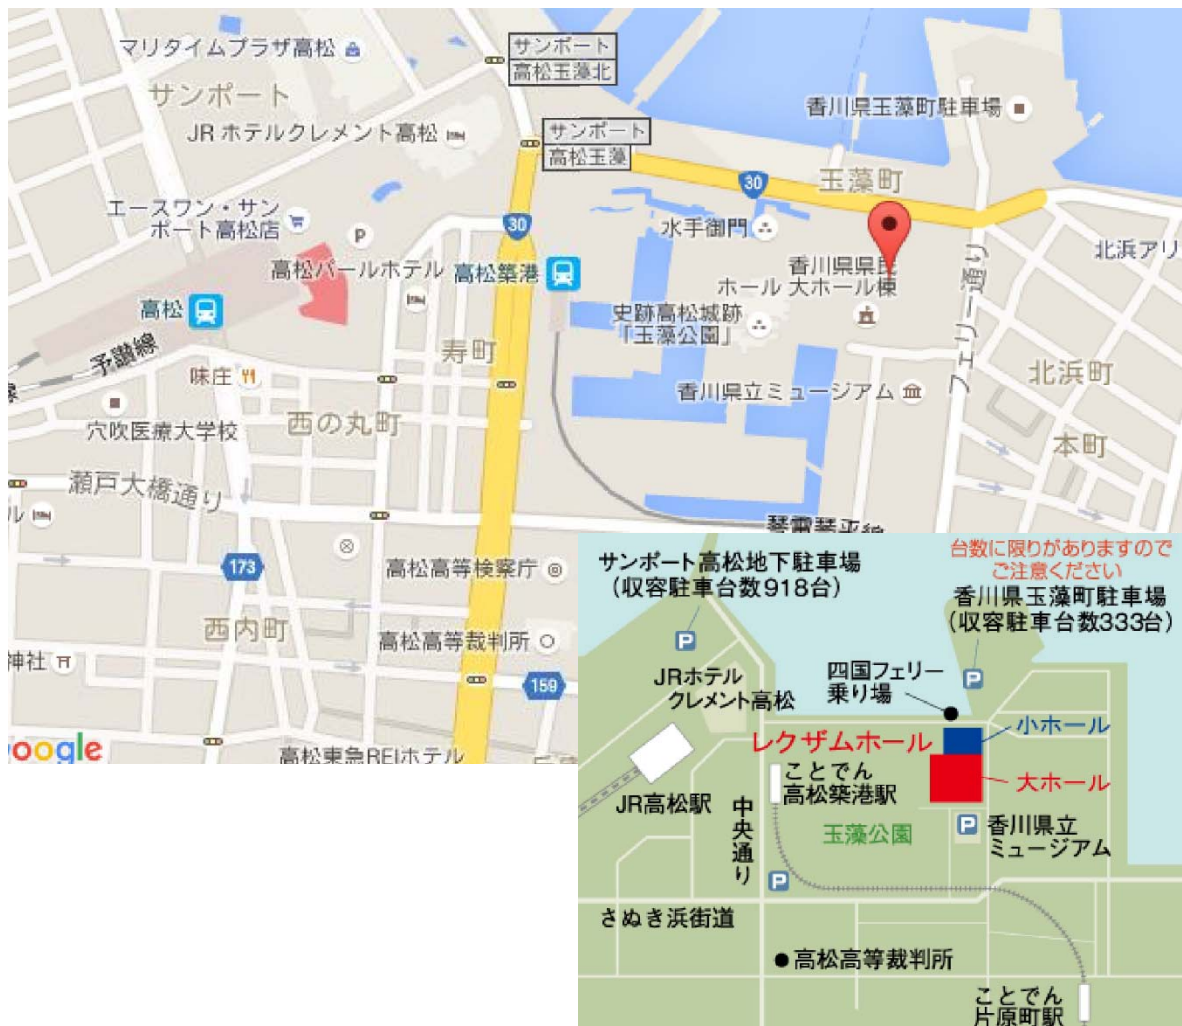 マリタイムプラザ高松
サンポート
サンポート
高松玉藻北
JR ホテルクレメント高松
サンポート
高松玉藻
香川県玉藻町駐車場
30
玉藻町
エースワン・サン
ポート高松店
P
30
水手御門
北浜アリ
高松パールホテル
高松築港
香川県県民
ホール 大ホール棟
高松
史跡高松城跡
「玉藻公園」
フェリー通り
予讃線
寿町
味庄
北浜町
香川県立ミュージアム
穴吹医療大学校
西の丸町
本町
瀬戸大橋通り
ル
琴電琴平線
173
高松高等検察庁
西内町
高松高等裁判所
神社
159
oogle
高松東急REIホテル
サンポート高松地下駐車場
(収容駐車台数918台)
台数に限りがありますので
ご注意ください
香川県玉藻町駐車場
(収容駐車台数333台)
P
P
JRホテル
クレメント高松
四国フェリー
乗り場
小ホール
レクザムホール
大ホール
ことでん
高松築港駅
JR高松駅
中央通り
玉藻公園
P
香川県立
ミュージアム
P
さぬき浜街道
高松高等裁判所
ことでん
片原町駅